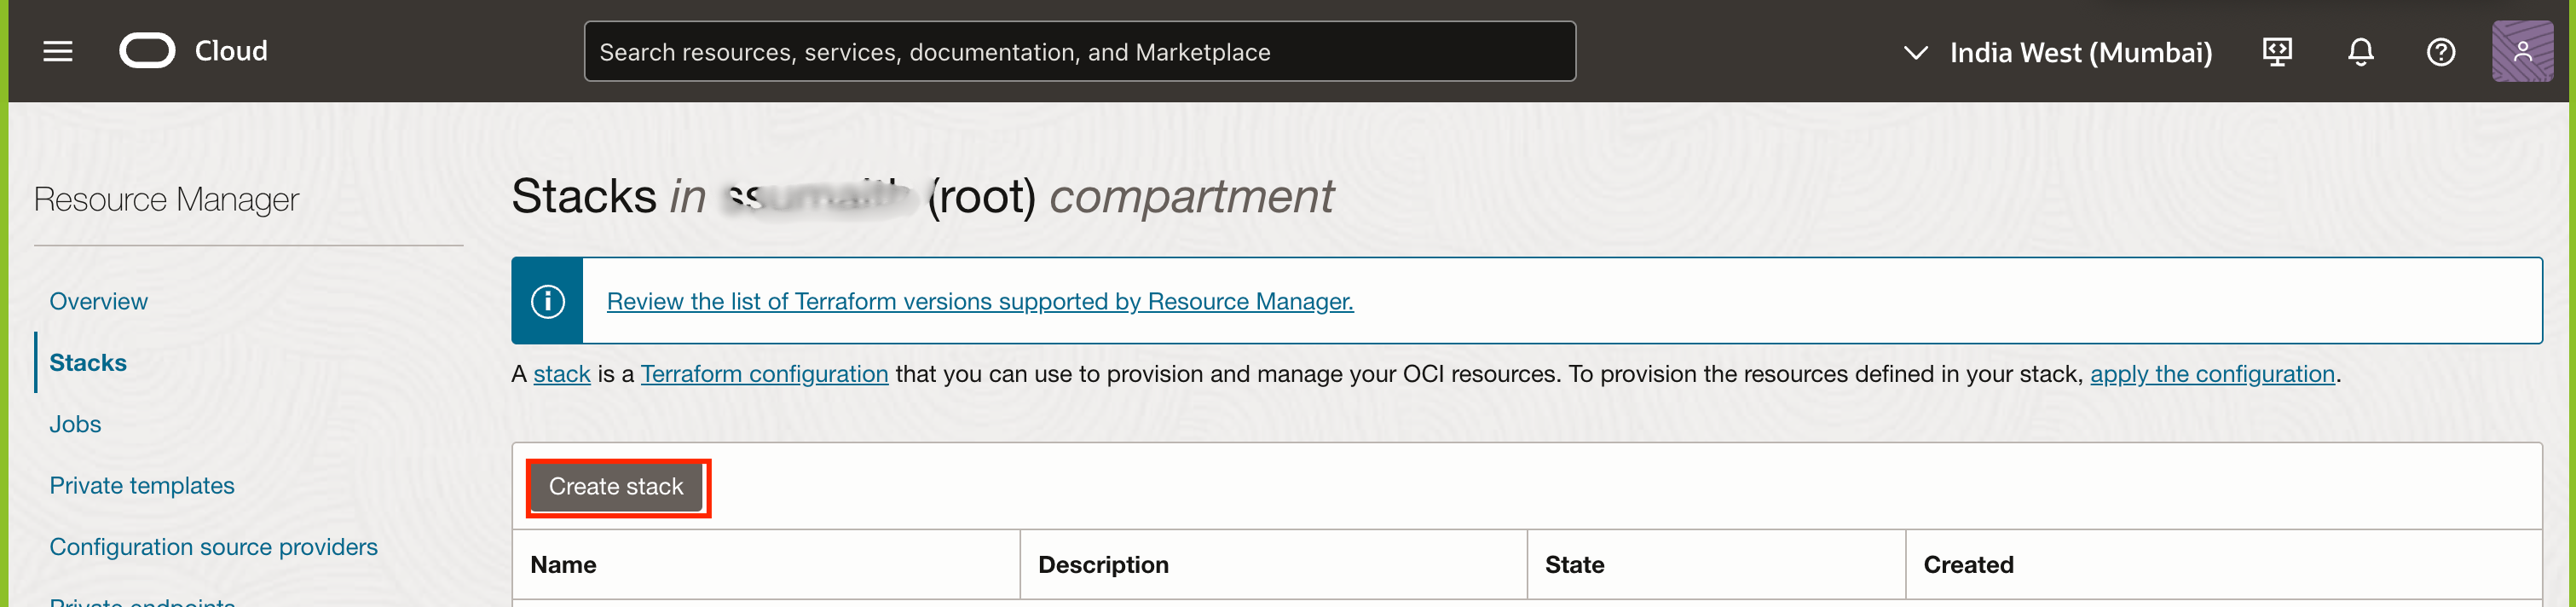 Cloud
Search resources, services, documentation, and Marketplace
India West (Mumbai)
Resource Manager
Overview
Stacks
Jobs
Private templates
Configuration source providers
Private endpoints
Stacks in (root) compartment
Review the list of Terraform versions supported by Resource Manager.
A stack is a Terraform configuration that you can use to provision and manage your OCI resources. To provision the resources defined in your stack, apply the configuration.
Create stack
Name Description State Created